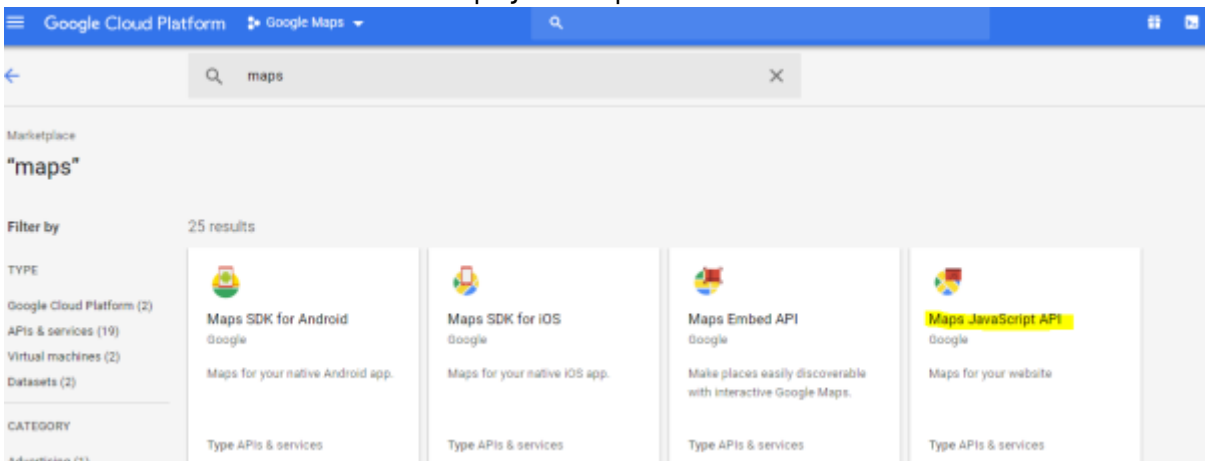 Google Cloud Platform
Google Maps
maps
Marketplace
"maps"
Filter by
25 results
TYPE
Google Cloud Platform (2)
APIs & services (19)
Virtual machines (2)
Datasets (2)
CATEGORY
Maps SDK for Android
Google
Maps for your native Android app.
Type APIs & services
Maps SDK for iOS
Google
Maps for your native iOS app.
Type APIs & services
Maps Embed API
Google
Make places easily discoverable
with interactive Google Maps.
Type APIs & services
Maps JavaScript API
Google
Maps for your website
Type APIs & services